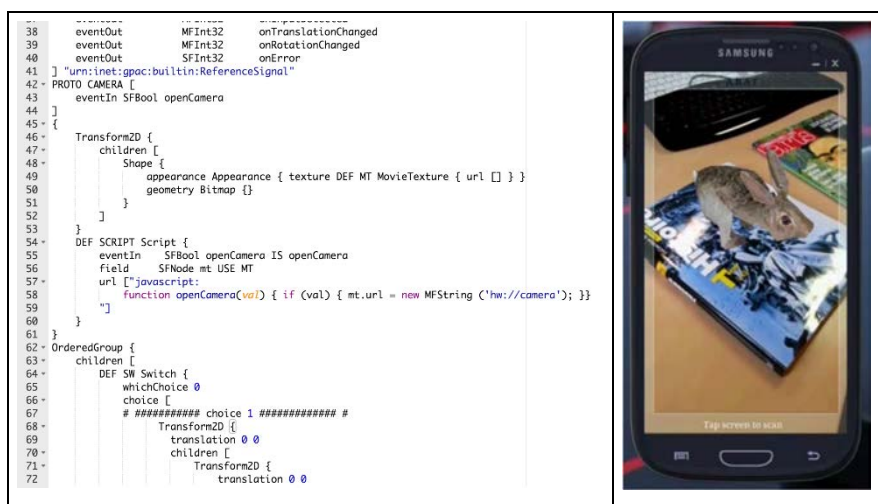 38 eventOut MFInt32 onTranslationChanged
39 eventOut MFInt32 onRotationChanged
40 eventOut SFInt32 onError
41 ] "urn:inet:gpac:builtin:ReferenceSignal"
42 PROTO CAMERA [
43 eventIn SFBool openCamera
44 ]
45 {
46 Transform2D {
47 children [
48 Shape {
49 appearance Appearance { texture DEF MT MovieTexture { url [] } }
50 geometry Bitmap {}
51 }
52 ]
53 }
54 DEF SCRIPT Script {
55 eventIn SFBool openCamera IS openCamera
56 field SFNode mt USE MT
57 url ["javascript:
58 function openCamera(val) { if (val) { mt.url = new MFString ('hw://camera'); }}
59 "]
60 }
61 }
62 OrderedGroup {
63 children [
64 DEF SW Switch {
65 whichChoice 0
66 choice [
67 # ########### choice 1 ############# #
68 Transform2D {
69 translation 0 0
70 children [
71 Transform2D {
72 translation 0 0
SAMSUNG
Tap screen to scan